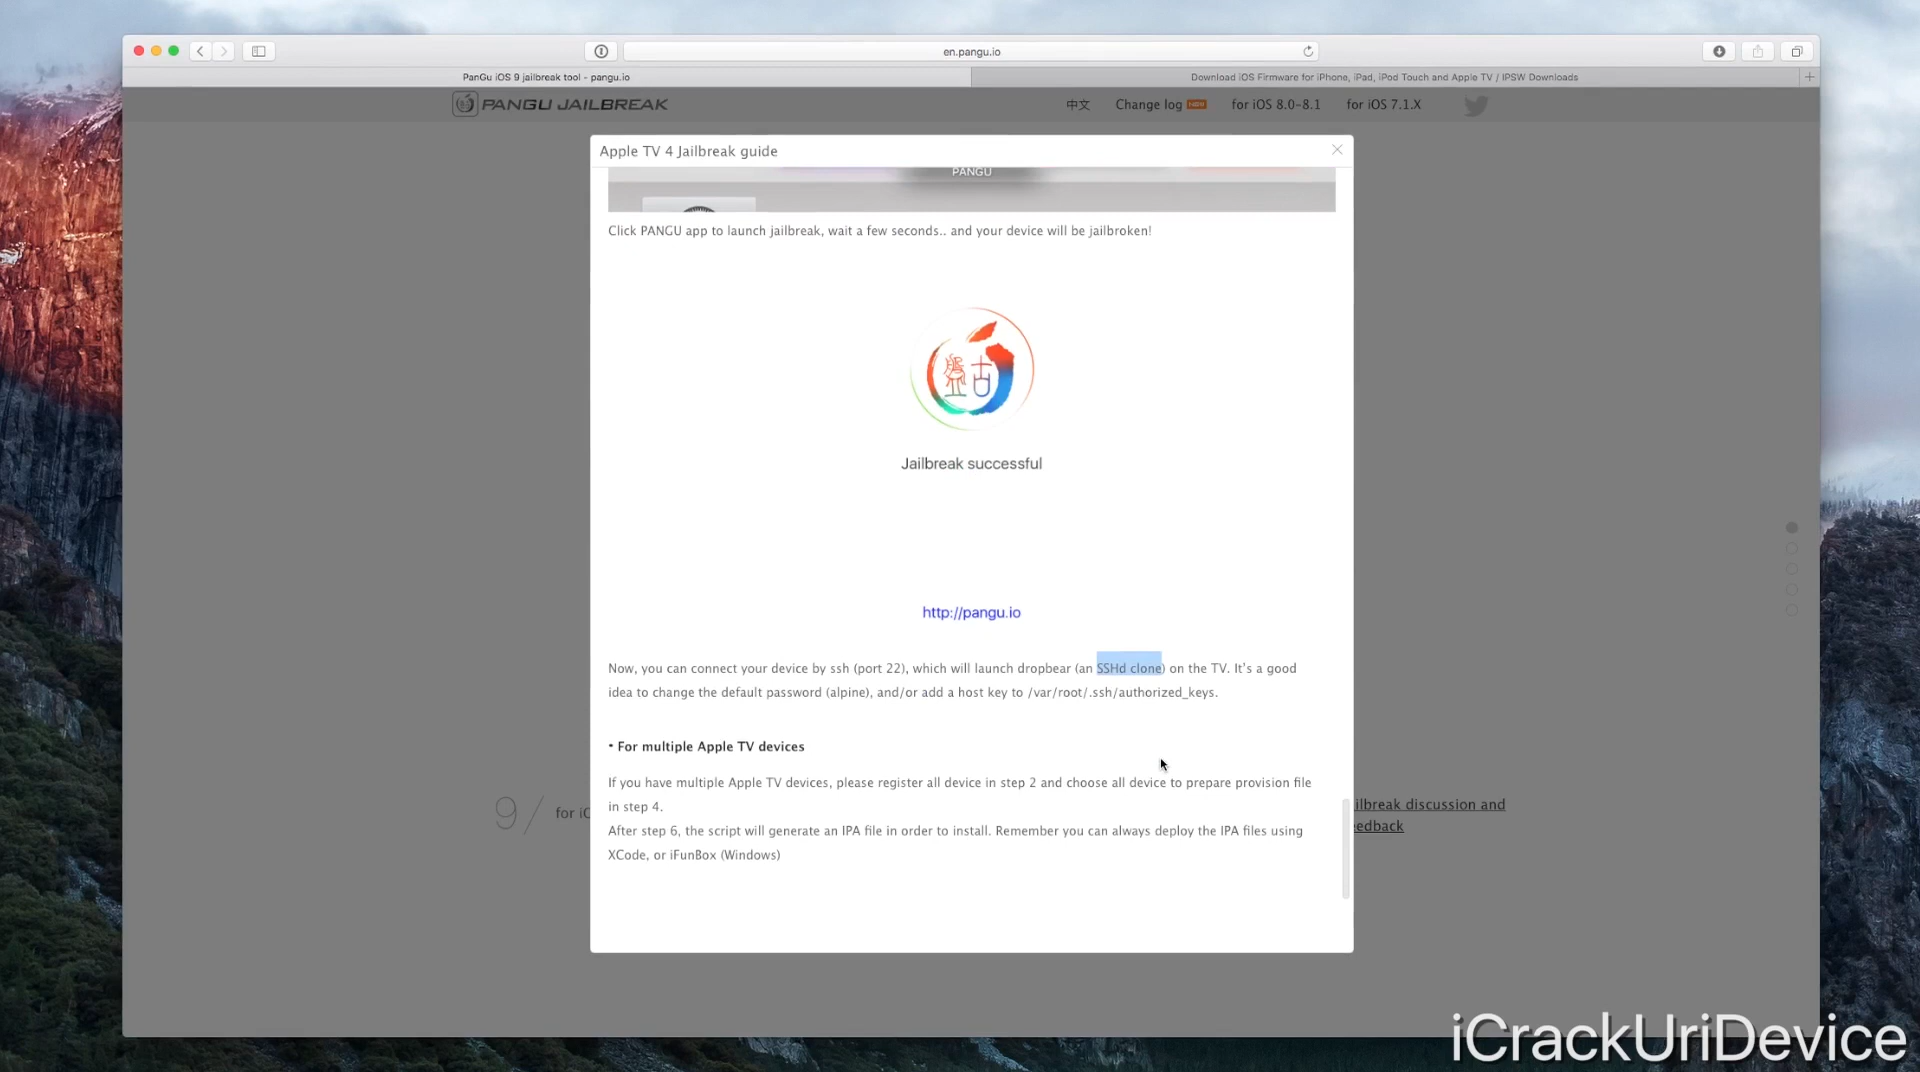 en.pangu.io
PanGu iOS 9 jailbreak tool - pangu.io
Download iOS Firmware for iPhone, iPad, iPod Touch and Apple TV / IPSW Downloads
PANGU JAILBREAK
中文
Change log NEW
for iOS 8.0-8.1
for iOS 7.1.X
Apple TV 4 Jailbreak guide
PANGU
Click PANGU app to launch jailbreak, wait a few seconds.. and your device will be jailbroken!
盤古
Jailbreak successful
http://pangu.io
Now, you can connect your device by ssh (port 22), which will launch dropbear (an SSHd clone) on the TV. It's a good
idea to change the default password (alpine), and/or add a host key to /var/root/.ssh/authorized_keys.
• For multiple Apple TV devices
If you have multiple Apple TV devices, please register all device in step 2 and choose all device to prepare provision file
in step 4.
After step 6, the script will generate an IPA file in order to install. Remember you can always deploy the IPA files using
XCode, or iFunBox (Windows)
9/ for iO
ilbreak discussion and
edback
iCrackUriDevice